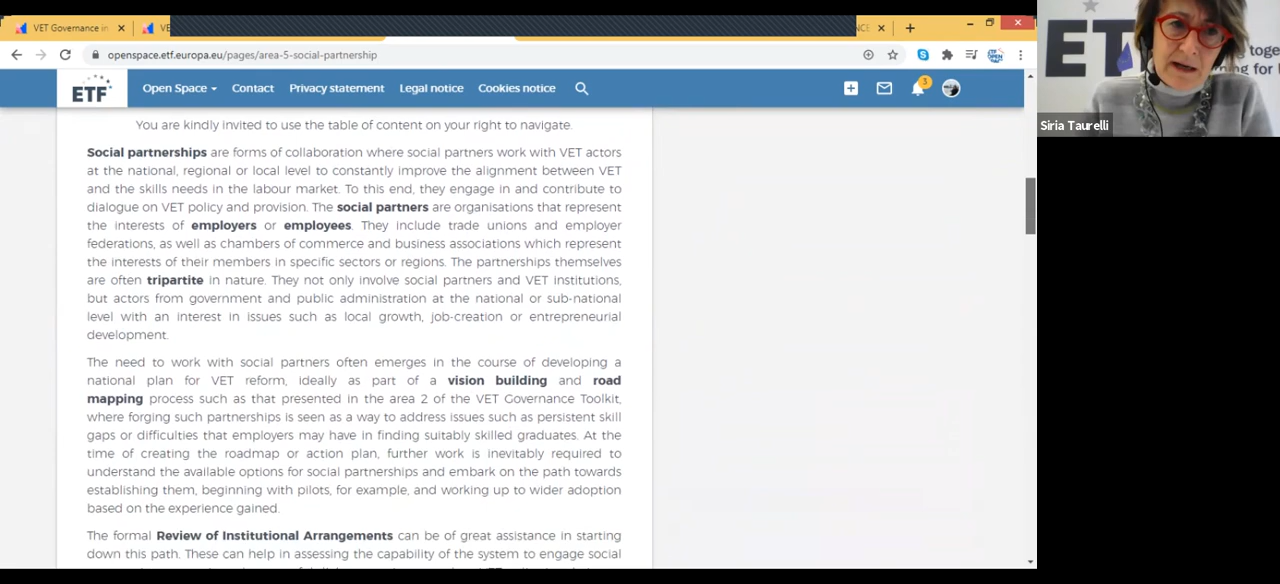 VET Governance in
VE
CE
openspace.etf.europa.eu/pages/area-5-social-partnership
ETF
Open Space
Contact
Privacy statement
Legal notice
Cookies notice
3
You are kindly invited to use the table of content on your right to navigate.
Social partnerships are forms of collaboration where social partners work with VET actors
at the national, regional or local level to constantly improve the alignment between VET
and the skills needs in the labour market. To this end, they engage in and contribute to
dialogue on VET policy and provision. The social partners are organisations that represent
the interests of employers or employees. They include trade unions and employer
federations, as well as chambers of commerce and business associations which represent
the interests of their members in specific sectors or regions. The partnerships themselves
are often tripartite in nature. They not only involve social partners and VET institutions,
but actors from government and public administration at the national or sub-national
level with an interest in issues such as local growth, job-creation or entrepreneurial
development.
The need to work with social partners often emerges in the course of developing a
national plan for VET reform, ideally as part of a vision building and road
mapping process such as that presented in the area 2 of the VET Governance Toolkit,
where forging such partnerships is seen as a way to address issues such as persistent skill
gaps or difficulties that employers may have in finding suitably skilled graduates. At the
time of creating the roadmap or action plan, further work is inevitably required to
understand the available options for social partnerships and embark on the path towards
establishing them, beginning with pilots, for example, and working up to wider adoption
based on the experience gained.
The formal Review of Institutional Arrangements can be of great assistance in starting
down this path. These can help in assessing the capability of the system to engage social
ET
toge
ng for L
Siria Taurelli